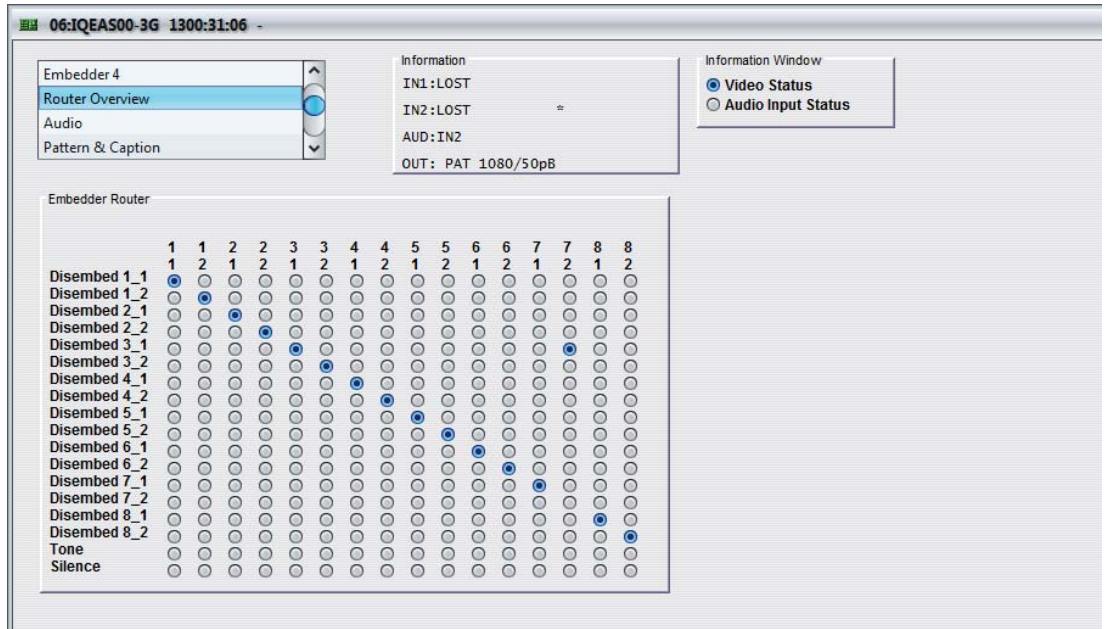 06:IQEAS00-3G 1300:31:06 -
Embedder 4
Router Overview
Audio
Pattern & Caption
Information
IN1:LOST
IN2:LOST *
AUD:IN2
OUT: PAT 1080/50pB
Information Window
Video Status
Audio Input Status
Embedder Router
1 1 2 2 3 3 4 4 5 5 6 6 7 7 8 8
1 2 1 2 1 2 1 2 1 2 1 2 1 2 1 2
Disembed 1_1
Disembed 1_2
Disembed 2_1
Disembed 2_2
Disembed 3_1
Disembed 3_2
Disembed 4_1
Disembed 4_2
Disembed 5_1
Disembed 5_2
Disembed 6_1
Disembed 6_2
Disembed 7_1
Disembed 7_2
Disembed 8_1
Disembed 8_2
Tone
Silence